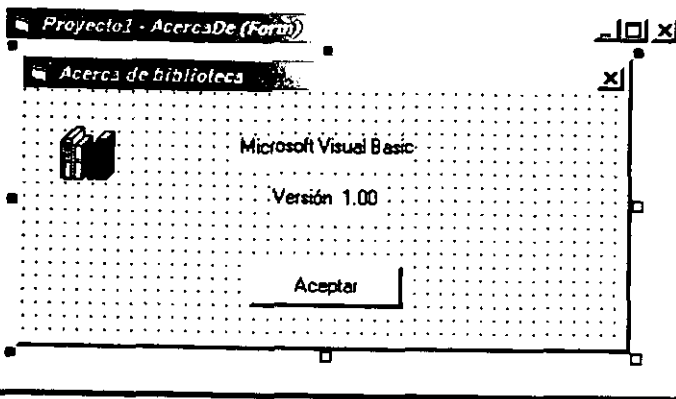 Proyecto1 - AcercaDe (Form)
Acerca de biblioteca
Microsoft Visual Basic
Versión 1.00
Aceptar